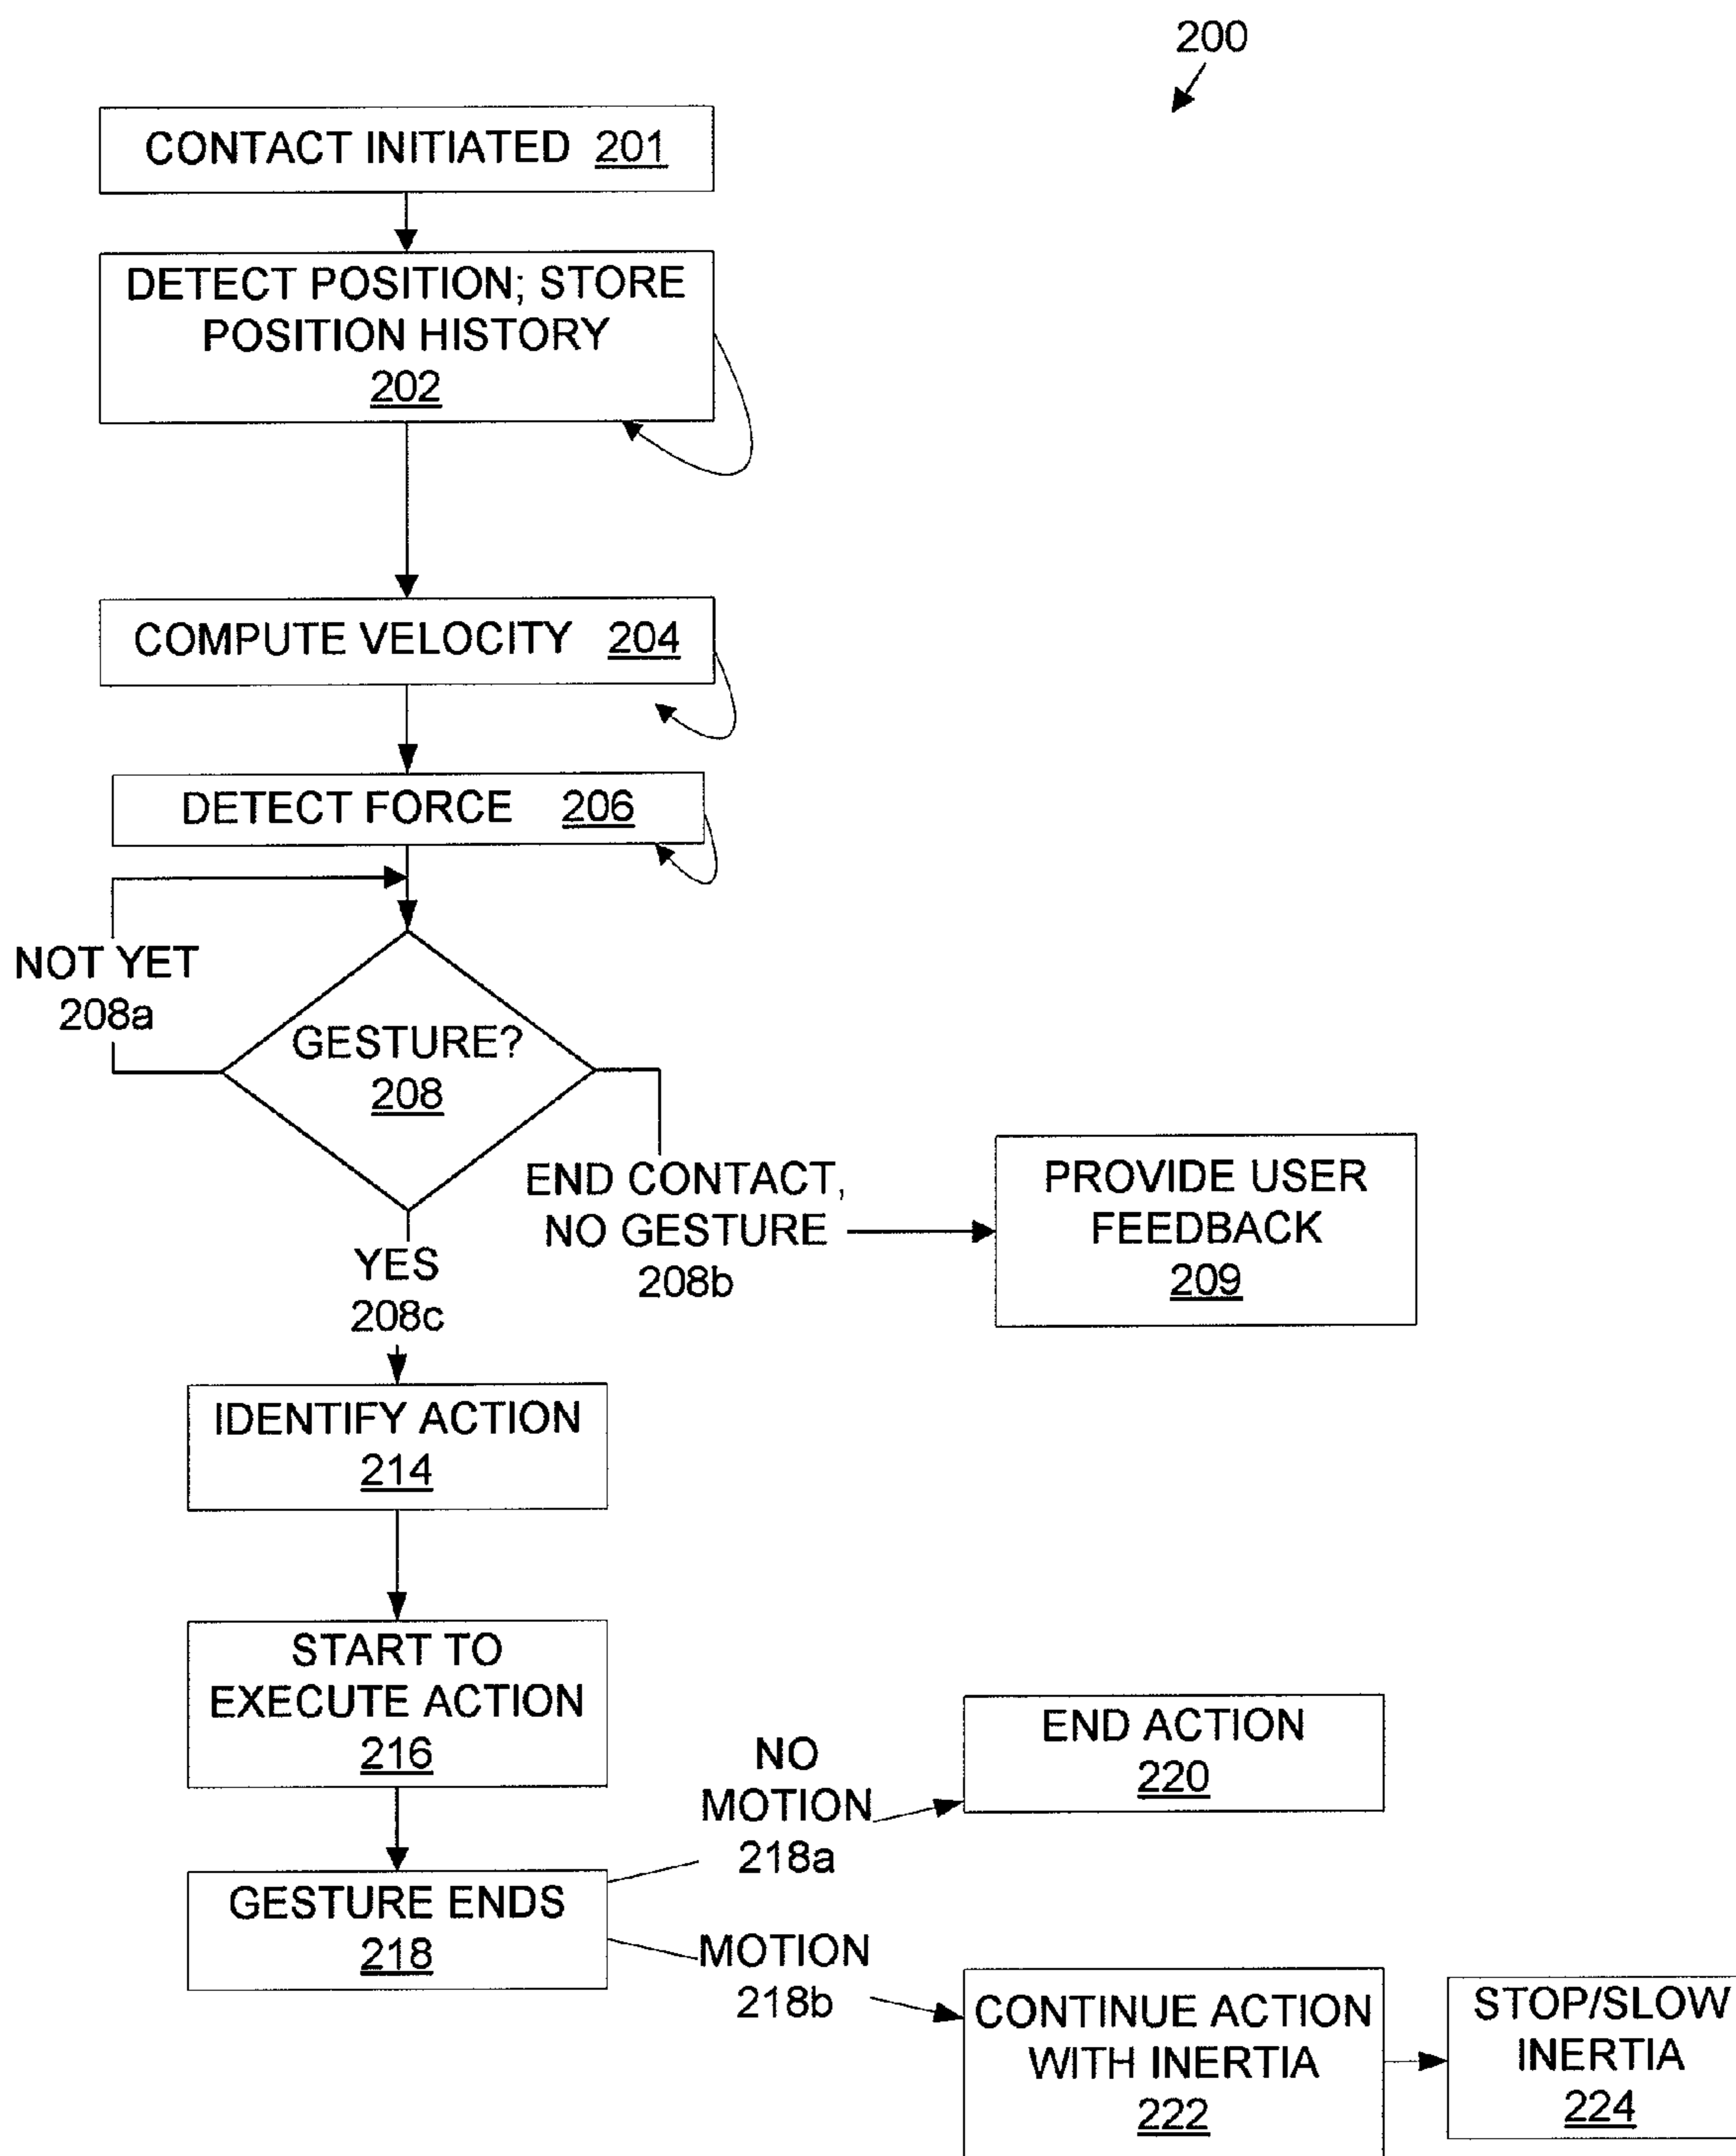 200
CONTACT INITIATED 201
DETECT POSITION; STORE
POSITION HISTORY
202
COMPUTE VELOCITY 204
DETECT FORCE 206
NOT YET
208a
GESTURE?
208
END CONTACT,
NO GESTURE
208b
PROVIDE USER
FEEDBACK
209
YES
208c
IDENTIFY ACTION
214
START TO
EXECUTE ACTION
216
GESTURE ENDS
218
NO
MOTION
218a
END ACTION
220
MOTION
218b
CONTINUE ACTION
WITH INERTIA
222
STOP/SLOW
INERTIA
224